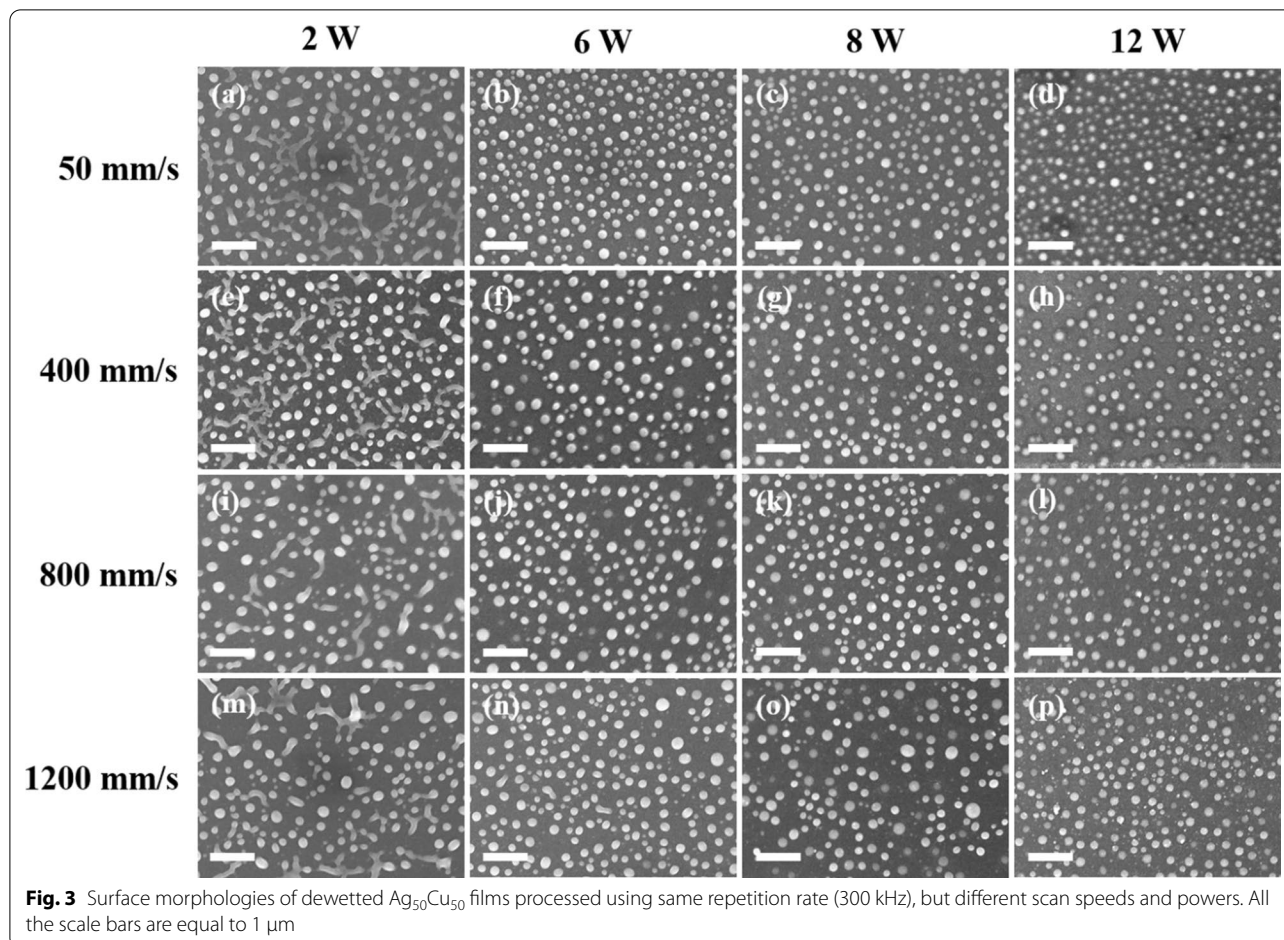 2 W 6 W 8 W 12 W
50 mm/s (a) (b) (c) (d)
400 mm/s (e) (f) (g) (h)
800 mm/s (i) (j) (k) (l)
1200 mm/s (m) (n) (o) (p)
Fig. 3 Surface morphologies of dewetted Ag₅₀Cu₅₀ films processed using same repetition rate (300 kHz), but different scan speeds and powers. All
the scale bars are equal to 1 μm